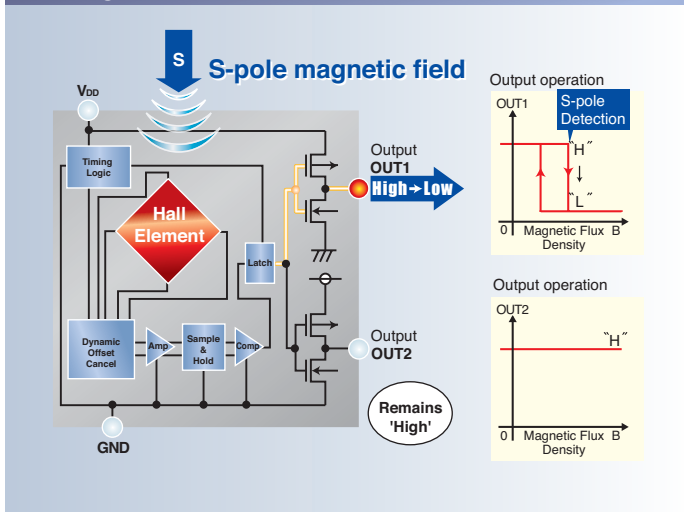 S
S-pole magnetic field
VDD
Timing
Logic
Hall
Element
Latch
Dynamic
Offset
Cancel
Amp
Sample
&
Hold
Comp
GND
Output
OUT1
High→Low
Output
OUT2
Remains
'High'
Output operation
OUT1
S-pole
Detection
“H”
↓
“L”
0 Magnetic Flux B
Density
Output operation
OUT2
“H”
0 Magnetic Flux B
Density